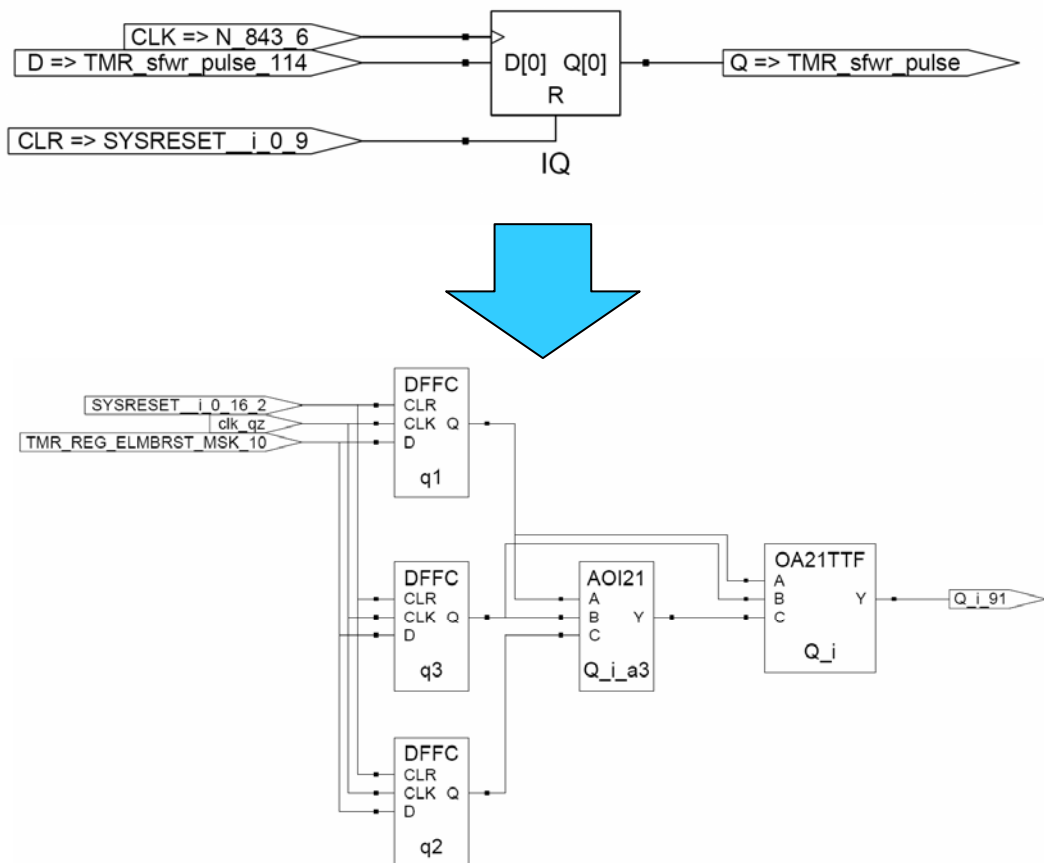 CLK => N_843_6
D => TMR_sfwr_pulse_114
D[0] Q[0]
Q => TMR_sfwr_pulse
R
CLR => SYSRESET__i_0_9
IQ
DFFC
SYSRESET__i_0_16_2
CLR
clk_qz
CLK Q
TMR_REG_ELMBRST_MSK_10
D
q1
DFFC
CLR
CLK Q
D
q3
AOI21
A
B Y
C
Q_i_a3
OA21TTF
A
B Y
C
Q_i
Q_i_91
DFFC
CLR
CLK Q
D
q2